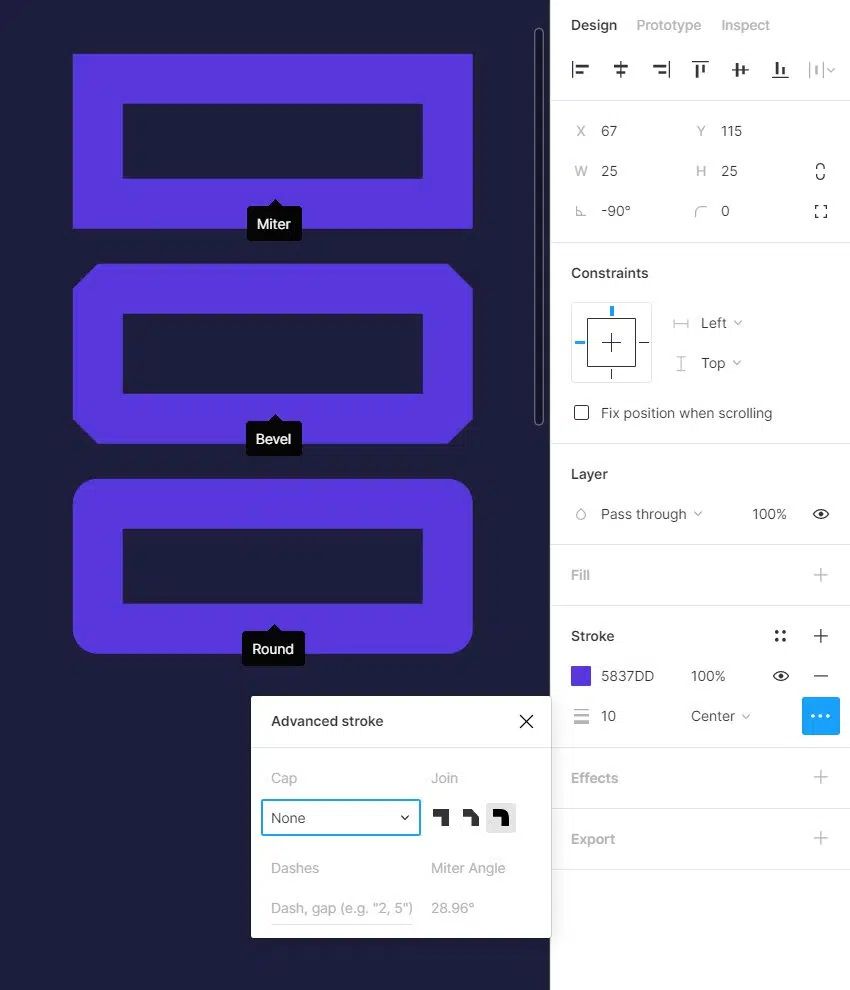 Design Prototype Inspect
X 67 Y 115
W 25 H 25
-90° 0
Constraints
Left
Top
Fix position when scrolling
Layer
Pass through 100%
Fill
Stroke
5837DD 100%
10 Center
Effects
Export
Miter
Bevel
Round
Advanced stroke
Cap Join
None
Dashes Miter Angle
Dash, gap (e.g. "2, 5") 28.96°